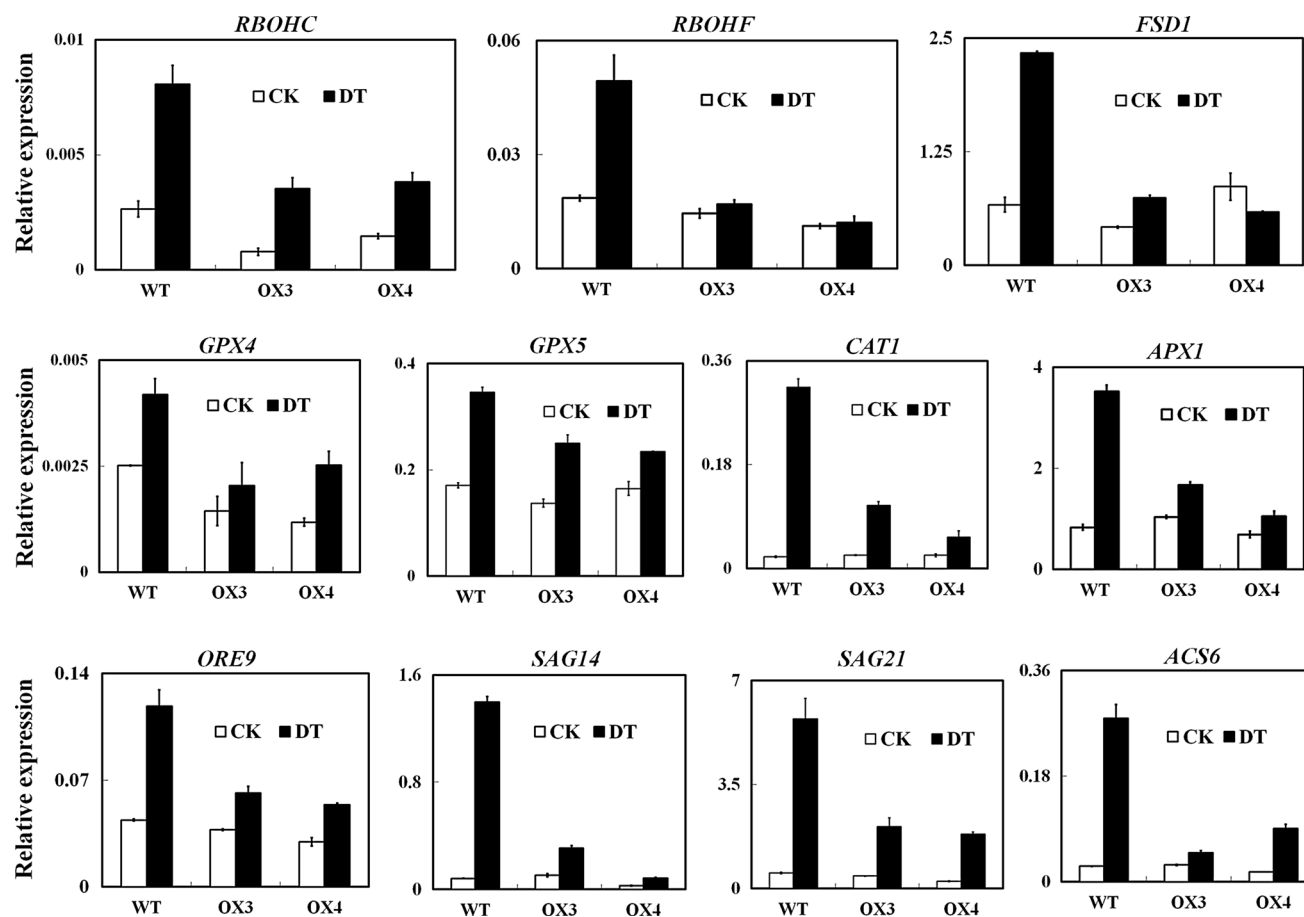 RBOHC
RBOHF
FSD1
Relative expression
0.01
0.005
0
CK DT
WT OX3 OX4
0.06
0.03
0
CK DT
WT OX3 OX4
2.5
1.25
0
CK DT
WT OX3 OX4
GPX4
GPX5
CAT1
APX1
Relative expression
0.005
0.0025
0
CK DT
WT OX3 OX4
0.4
0.2
0
CK DT
WT OX3 OX4
0.36
0.18
0
CK DT
WT OX3 OX4
4
2
0
CK DT
WT OX3 OX4
ORE9
SAG14
SAG21
ACS6
Relative expression
0.14
0.07
0
CK DT
WT OX3 OX4
1.6
0.8
0
CK DT
WT OX3 OX4
7
3.5
0
CK DT
WT OX3 OX4
0.36
0.18
0
CK DT
WT OX3 OX4